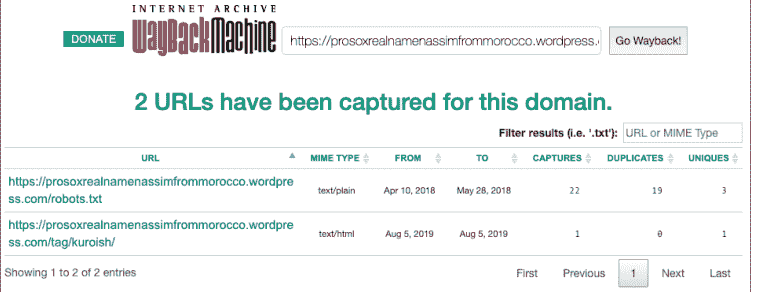 INTERNET ARCHIVE
DONATE
WayBackMachine
https://prosoxrealnamenassimfrommorocco.wordpress.
Go Wayback!
2 URLs have been captured for this domain.
Filter results (i.e. '.txt'): URL or MIME Type
URL MIME TYPE FROM TO CAPTURES DUPLICATES UNIQUES
https://prosoxrealnamenassimfrommorocco.wordpre
ss.com/robots.txt
text/plain Apr 10, 2018 May 28, 2018 22 19 3
https://prosoxrealnamenassimfrommorocco.wordpre
ss.com/tag/kuroish/
text/html Aug 5, 2019 Aug 5, 2019 1 0 1
Showing 1 to 2 of 2 entries
First Previous 1 Next Last